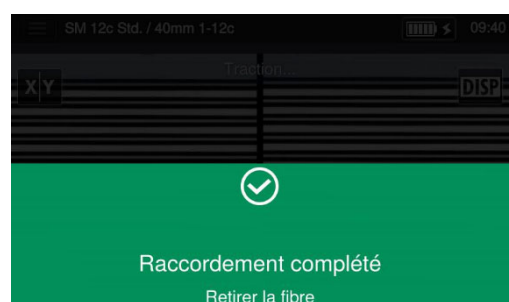 SM 12c Std. / 40mm 1-12c
09:40
Traction...
X|Y
DISP
Raccordement complété
Retirer la fibre